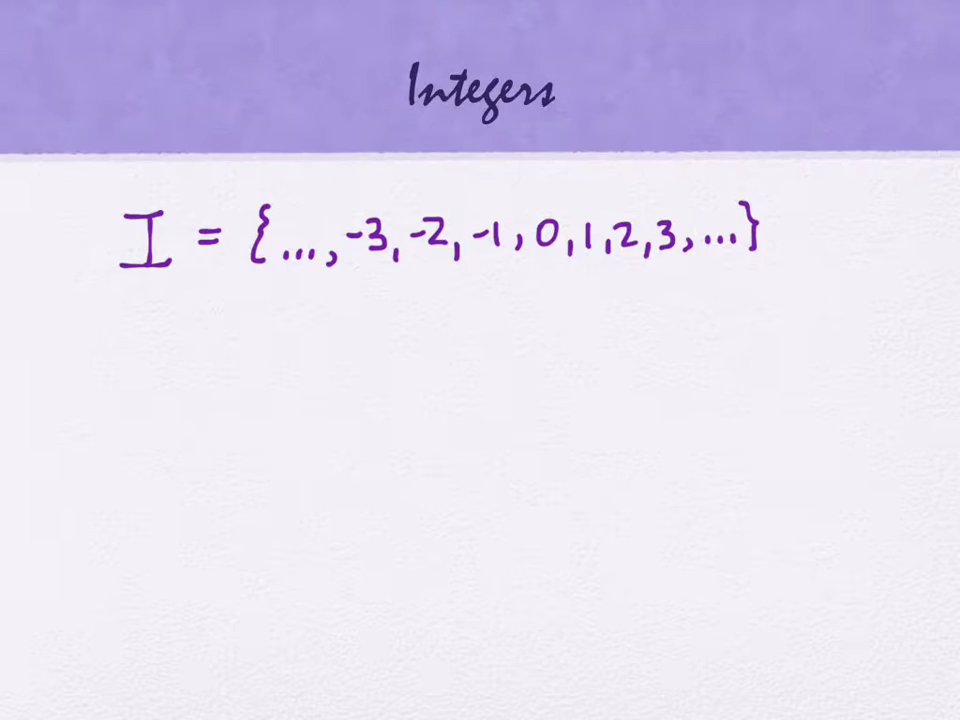 Integers
I = {..., -3, -2, -1, 0, 1, 2, 3, ...}